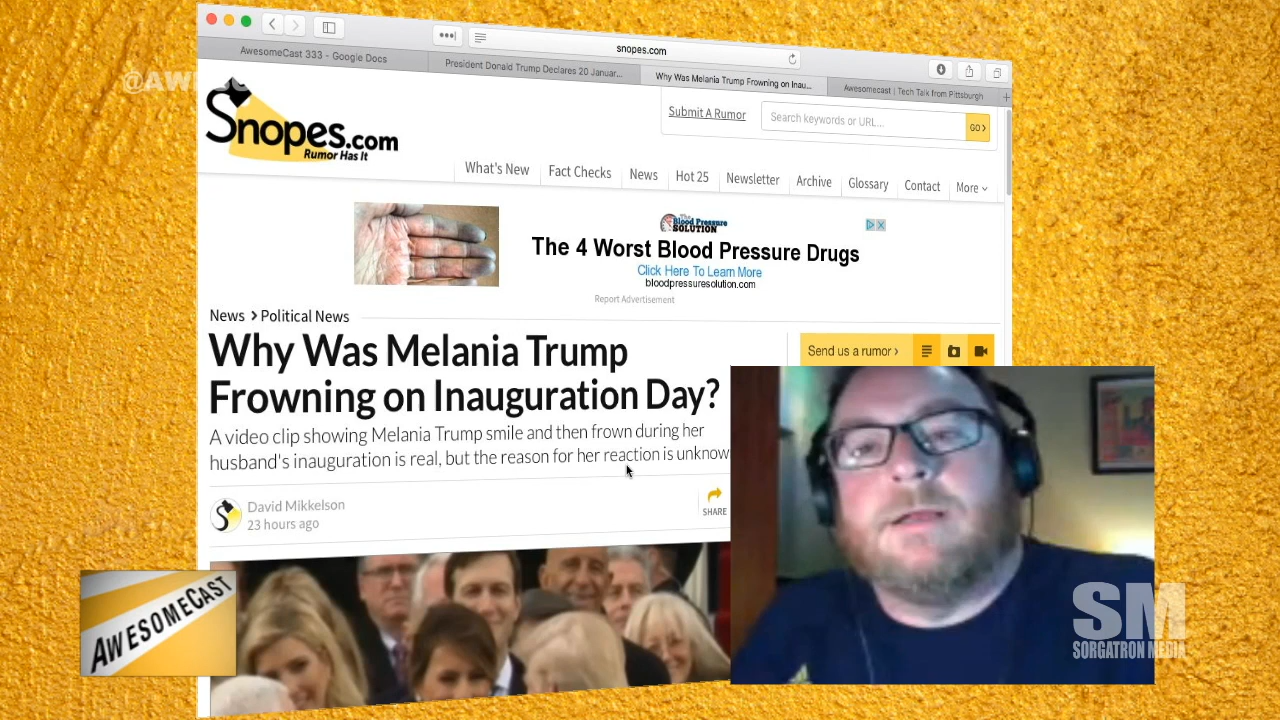 snopes.com
AwesomeCast 333 - Google Docs
President Donald Trump Declares 20 Januar...
Why Was Melania Trump Frowning on Inau...
Awesomecast | Tech Talk from Pittsburgh
Snopes.com
Rumor Has It
Submit A Rumor
Search keywords or URL...
GO>
What's New
Fact Checks
News
Hot 25
Newsletter
Archive
Glossary
Contact
More
The Blood Pressure
SOLUTION
The 4 Worst Blood Pressure Drugs
Click Here To Learn More
bloodpressuresolution.com
Report Advertisement
News > Political News
Why Was Melania Trump
Frowning on Inauguration Day?
Send us a rumor >
A video clip showing Melania Trump smile and then frown during her
husband's inauguration is real, but the reason for her reaction is unknow
David Mikkelson
23 hours ago
SHARE
AWESOMECAST
SM
SORGATRON MEDIA